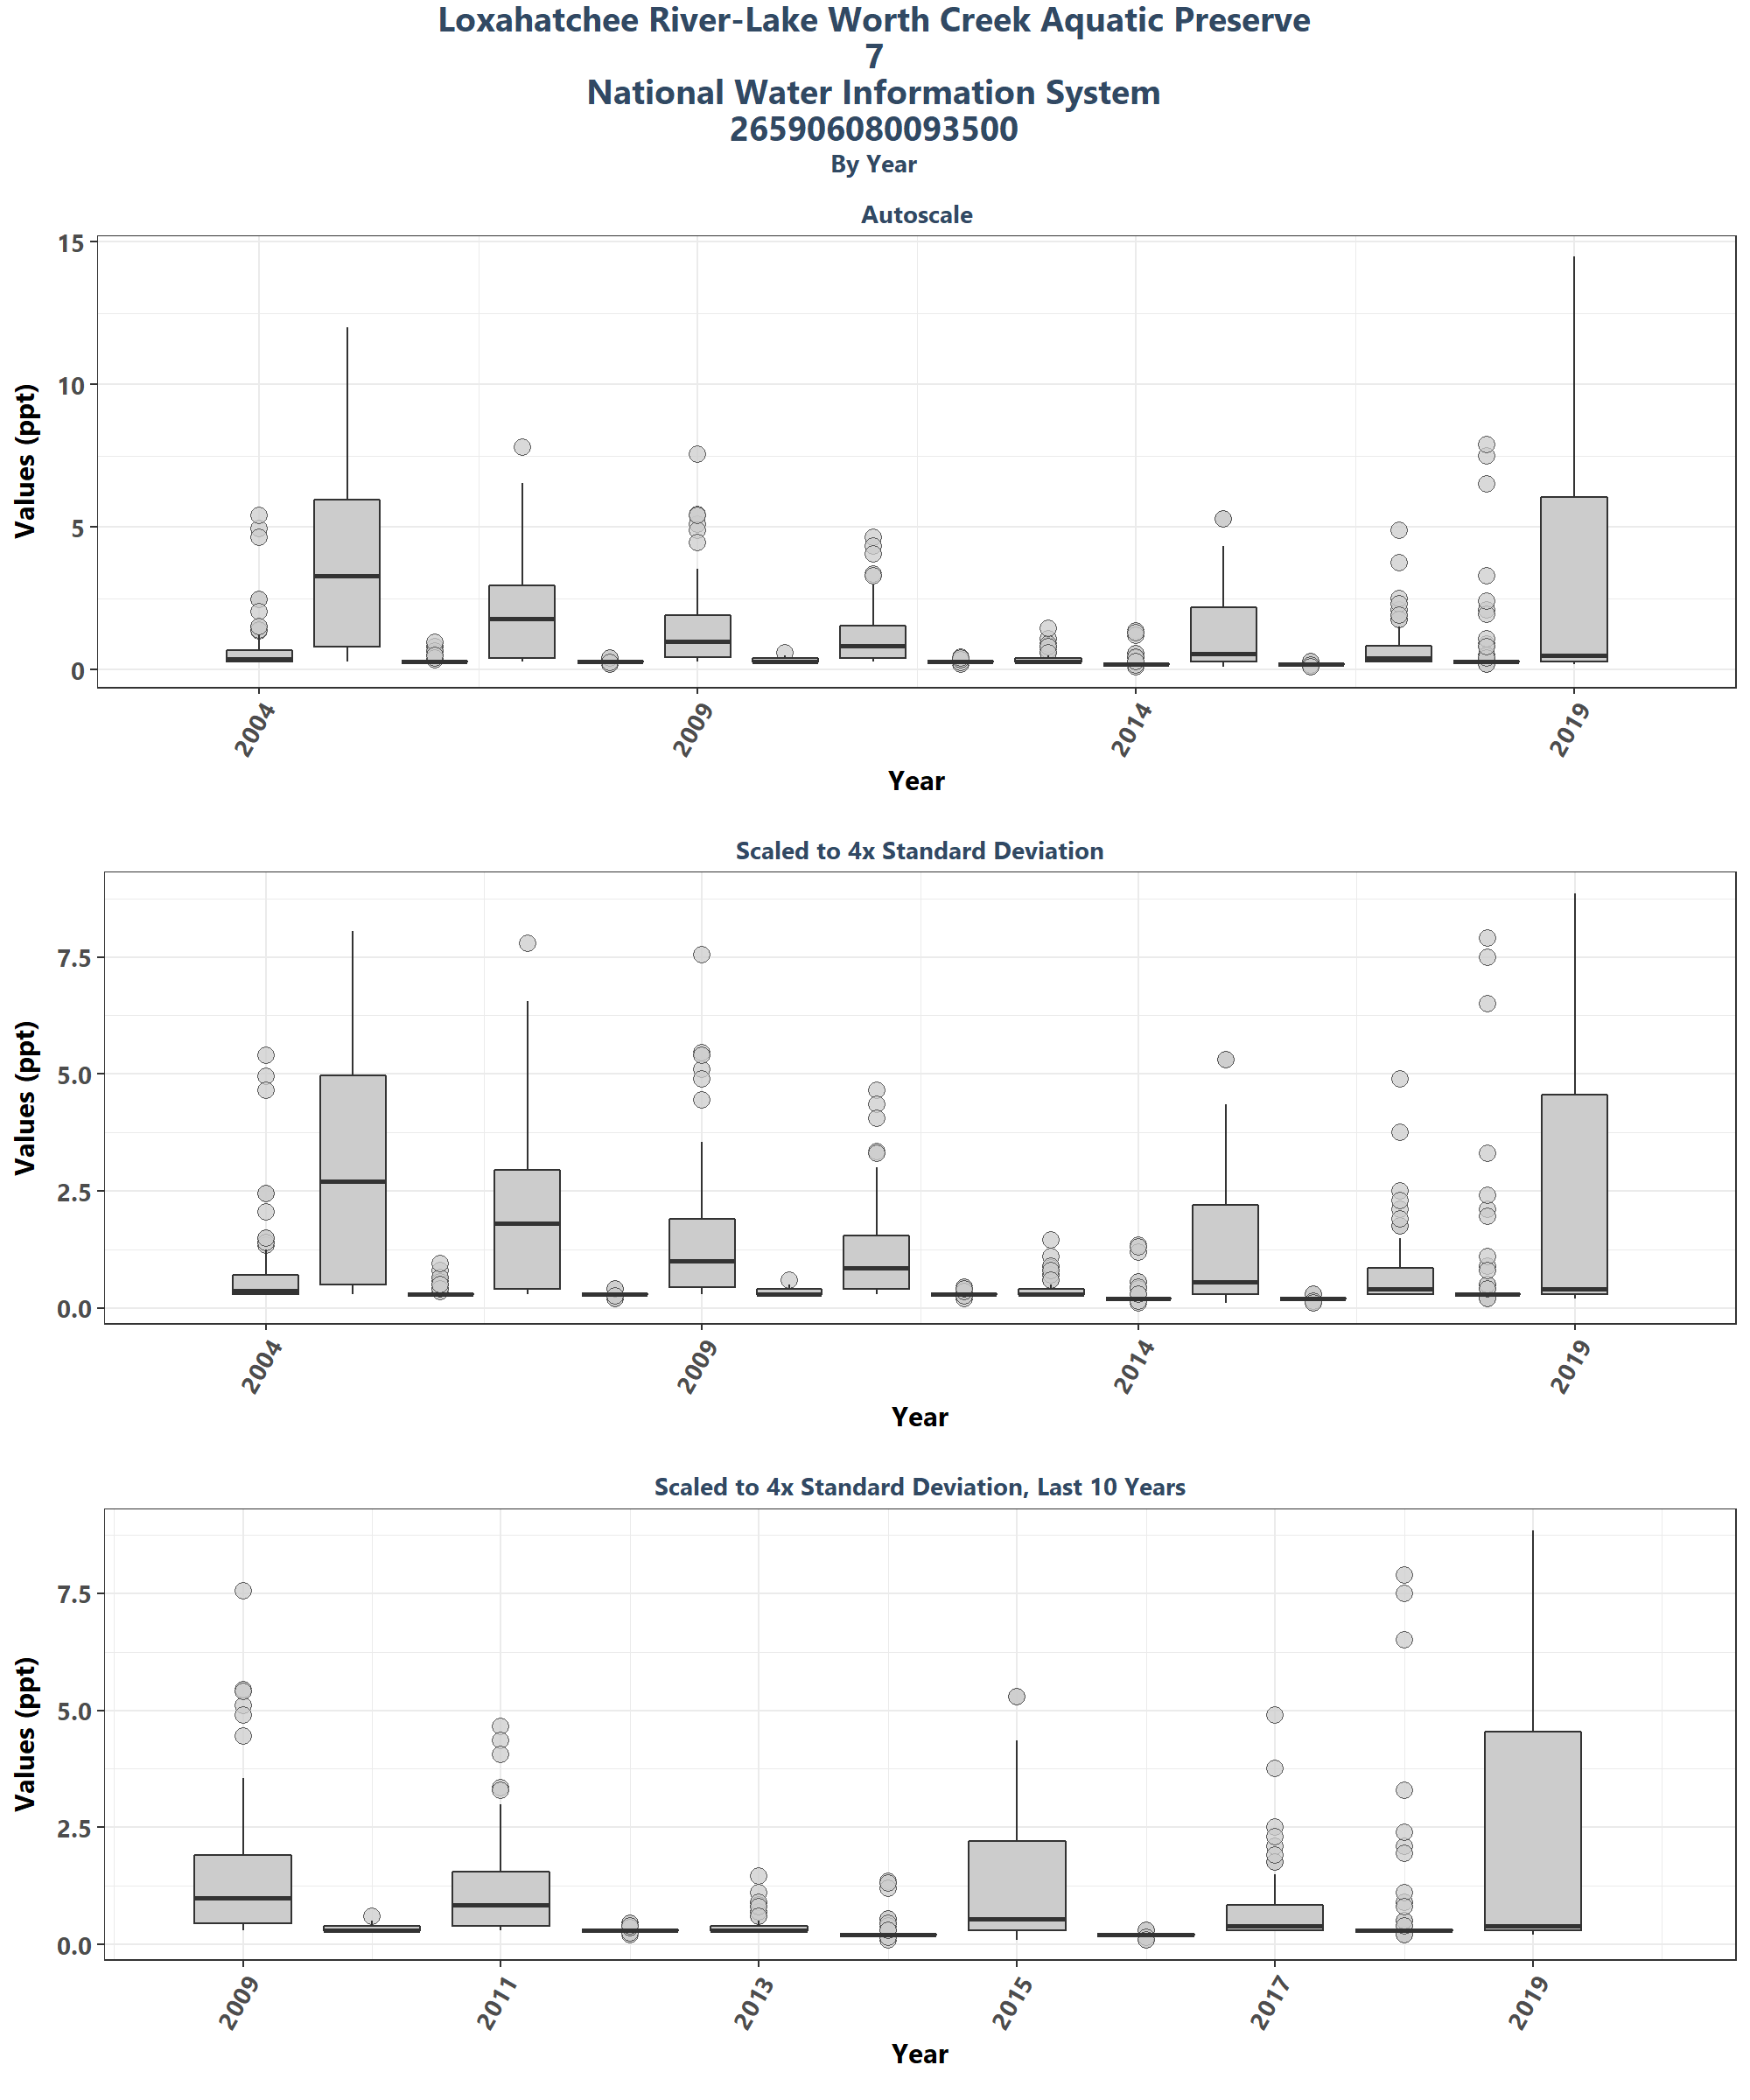 Loxahatchee River-Lake Worth Creek Aquatic Preserve
7
National Water Information System
265906080093500
By Year
Autoscale
15
10
5
0
Values (ppt)
2004
2009
2014
2019
Year
Scaled to 4x Standard Deviation
7.5
5.0
2.5
0.0
Values (ppt)
2004
2009
2014
2019
Year
Scaled to 4x Standard Deviation, Last 10 Years
7.5
5.0
2.5
0.0
Values (ppt)
2009
2011
2013
2015
2017
2019
Year